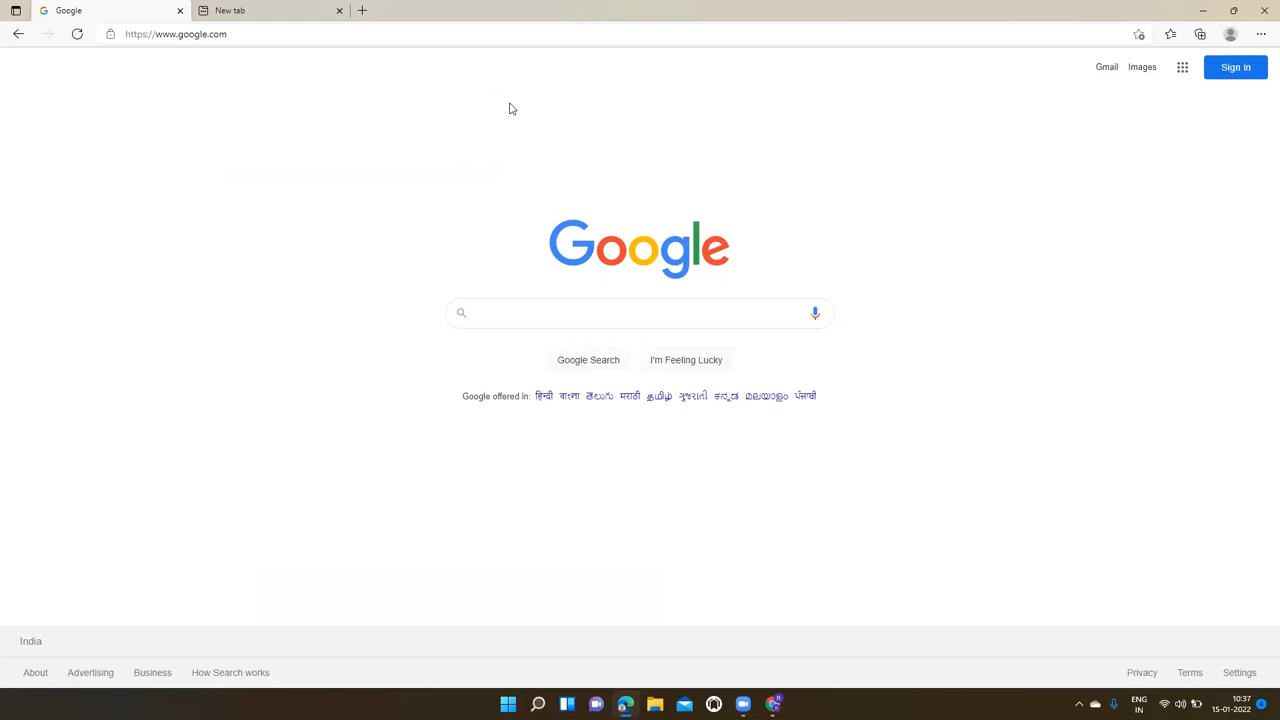 Google
New tab
https://www.google.com
Gmail Images Sign in
Google
Google Search I'm Feeling Lucky
Google offered in: हिन्दी বাংলা తెలుగు मराठी தமிழ் ગુજરાતી ಕನ್ನಡ മലയാളം ਪੰਜਾਬੀ
India
About Advertising Business How Search works Privacy Terms Settings
ENG
IN
10:37
15-01-2022
4